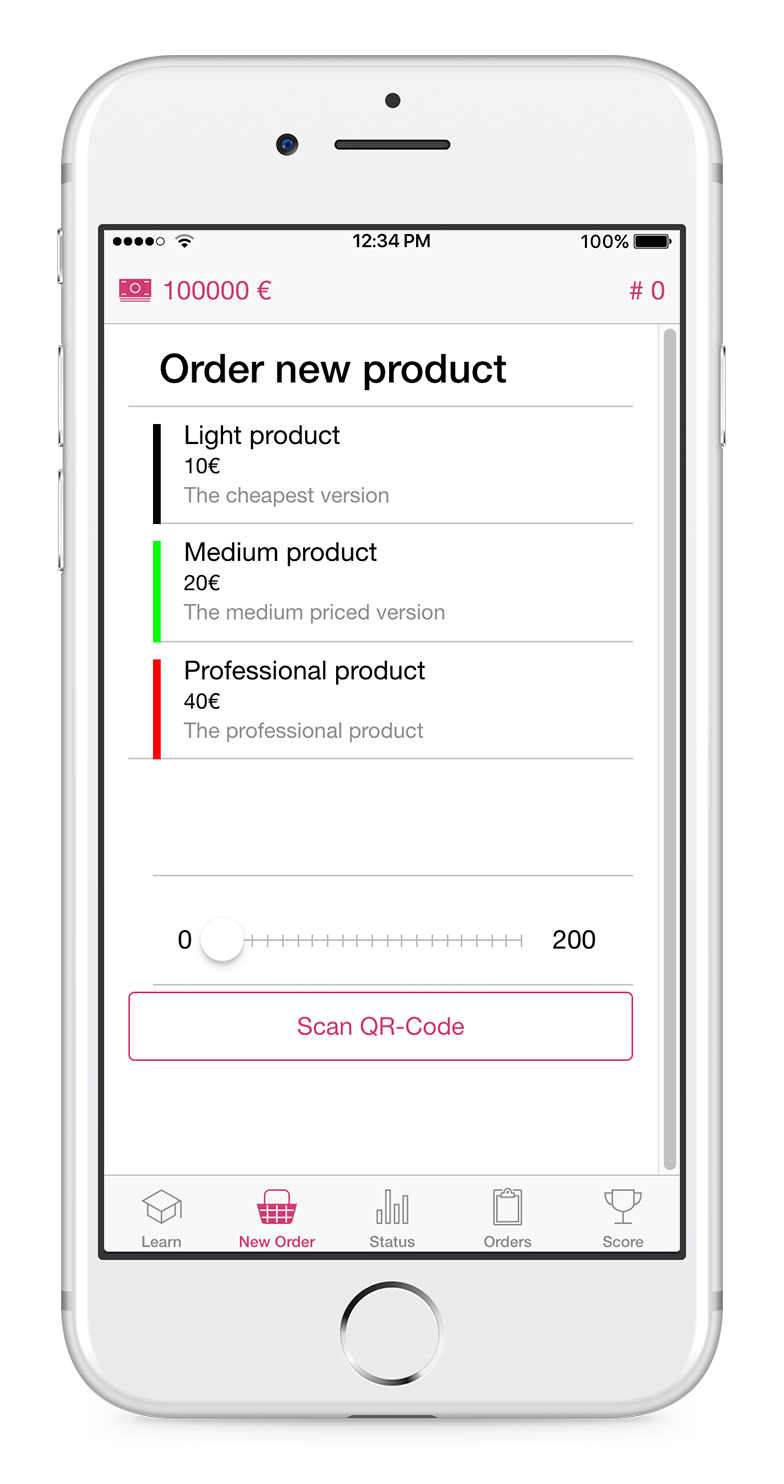 12:34 PM 100%
100000 € # 0
Order new product
Light product
10€
The cheapest version
Medium product
20€
The medium priced version
Professional product
40€
The professional product
0 200
Scan QR-Code
Learn New Order Status Orders Score